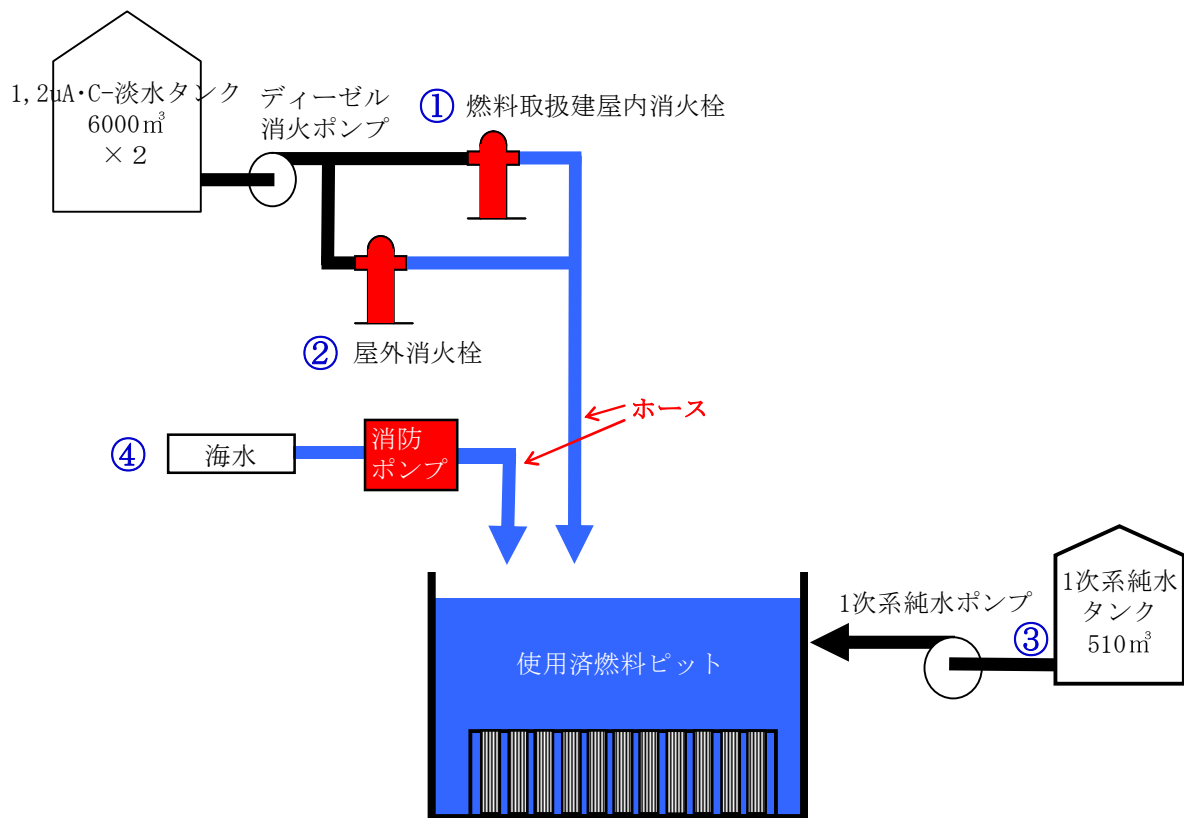 1,2uA・C-淡水タンク
6000㎥
×２
ディーゼル
消火ポンプ
① 燃料取扱建屋内消火栓
② 屋外消火栓
ホース
④
海水
消防
ポンプ
1次系純水ポンプ
③
1次系純水
タンク
510㎥
使用済燃料ピット